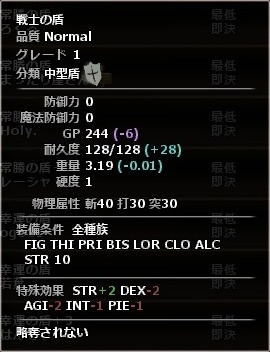 戦士の盾
品質 Normal
グレード 1
分類 中型盾
防御力 0
魔法防御力 0
GP 244 (-6)
耐久度 128/128 (+28)
重量 3.19 (-0.01)
硬度 1
物理属性 斬40 打30 突30
装備条件 全種族
FIG THI PRI BIS LOR CLO ALC
STR 10
特殊効果 STR+2 DEX-2
AGI-2 INT-1 PIE-1
略奪されない